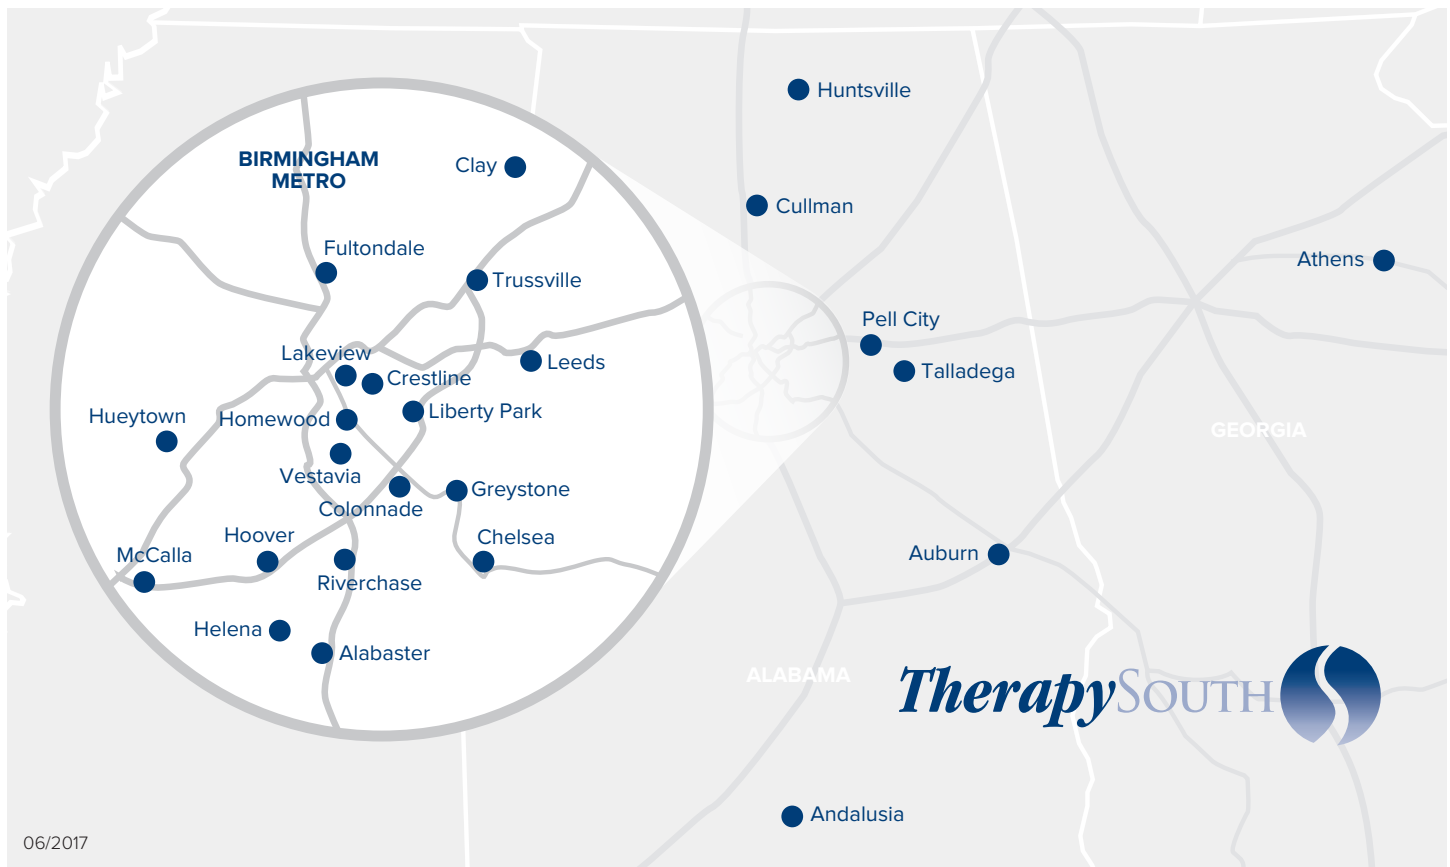 Huntsville
BIRMINGHAM
METRO
Clay
Cullman
Fultondale
Trussville
Athens
Pell City
Lakeview
Leeds
Talladega
Crestline
Hueytown
Homewood
Liberty Park
GEORGIA
Vestavia
Greystone
Colonnade
Hoover
Chelsea
McCalla
Auburn
Riverchase
Helena
Alabaster
ALABAMA
TherapySOUTH
Andalusia
06/2017